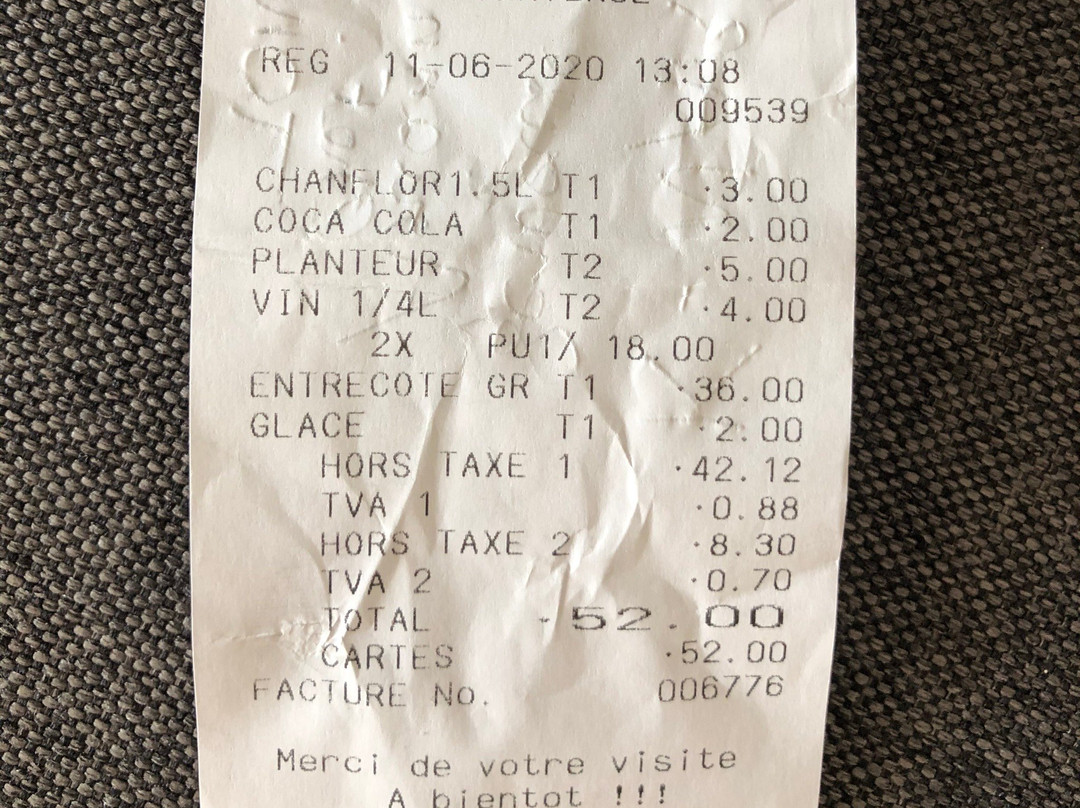 REG 11-06-2020 13:08
009539
CHANFLOR1.5L T1 ·3.00
COCA COLA T1 ·2.00
PLANTEUR T2 ·5.00
VIN 1/4L T2 ·4.00
2X PU1/ 18.00
ENTRECOTE GR T1 ·36.00
GLACE T1 ·2.00
HORS TAXE 1 ·42.12
TVA 1 ·0.88
HORS TAXE 2 ·8.30
TVA 2 ·0.70
TOTAL ·52.00
CARTES ·52.00
FACTURE No. 006776
Merci de votre visite
A bientot !!!